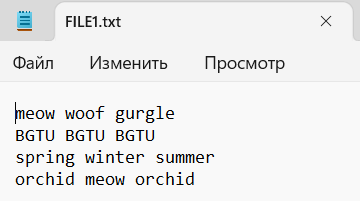 FILE1.txt
Файл Изменить Просмотр
meow woof gurgle
BGTU BGTU BGTU
spring winter summer
orchid meow orchid